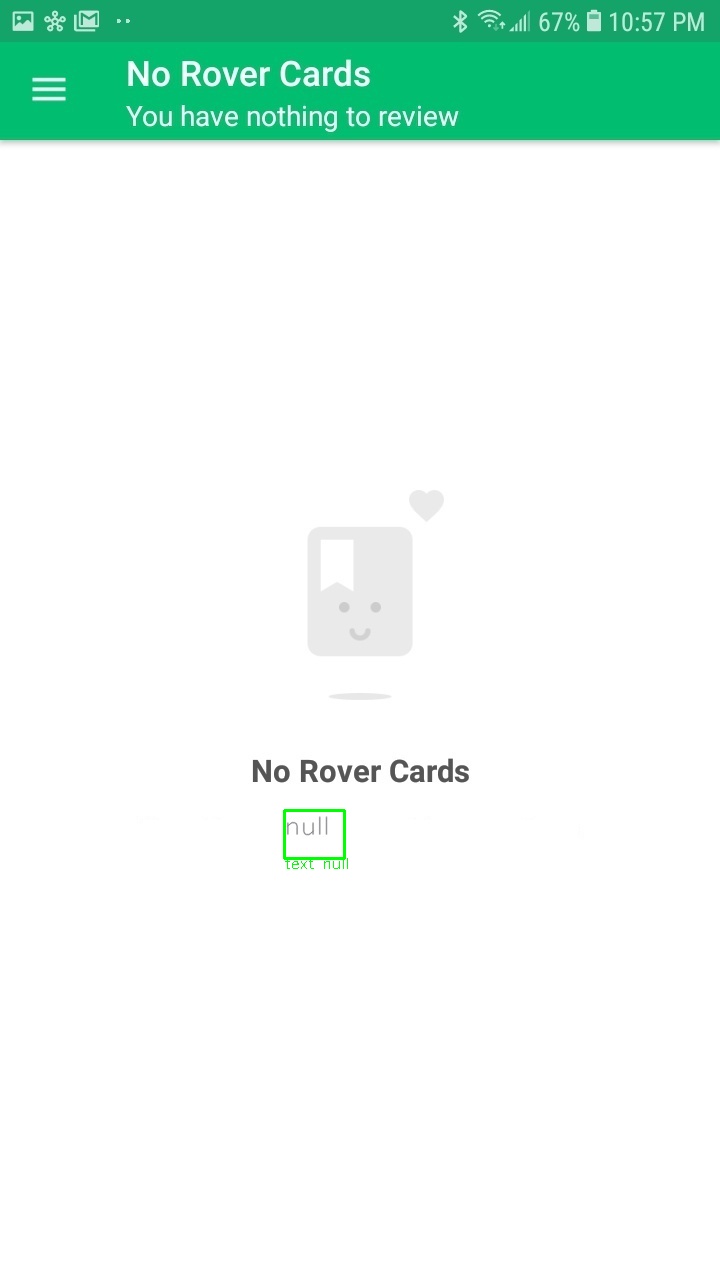 67% 10:57 PM
No Rover Cards
You have nothing to review
No Rover Cards
null
text null